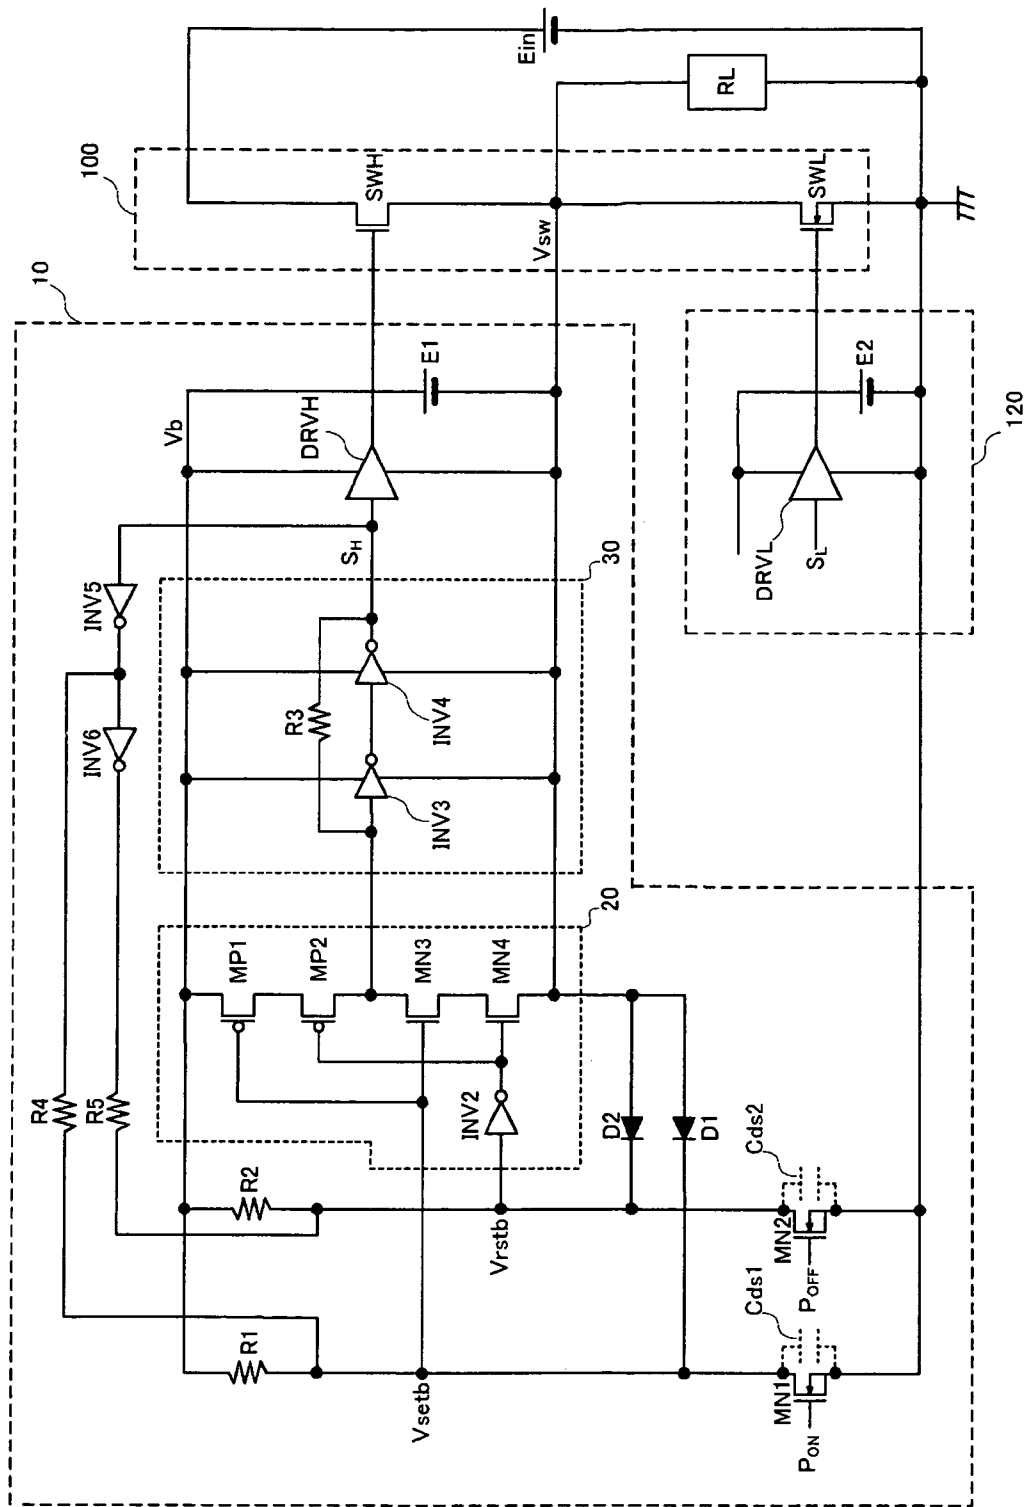 10
100
Ein
RL
SWH
Vsw
SWL
Vb
E1
DRVH
SH
INV5
INV6
30
R3
INV4
INV3
E2
DRVL
SL
120
20
MP1
MP2
MN3
MN4
INV2
R4
R5
R2
R1
D2
D1
Vrstb
Vsetb
Cds2
MN2
POFF
Cds1
MN1
PON